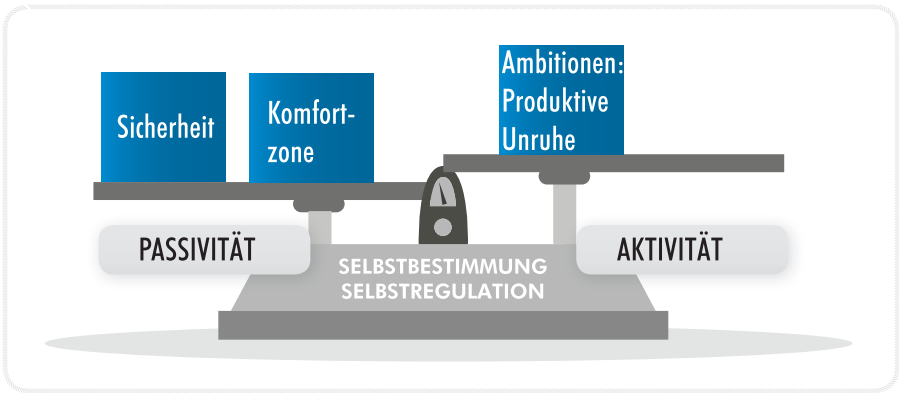 Sicherheit
Komfort-
zone
Ambitionen:
Produktive
Unruhe
PASSIVITÄT
AKTIVITÄT
SELBSTBESTIMMUNG
SELBSTREGULATION